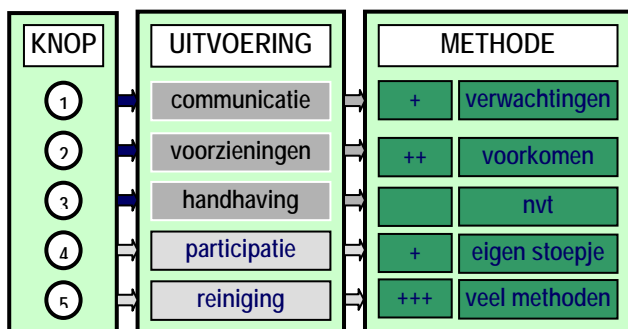 KNOP UITVOERING METHODE
1 communicatie + verwachtingen
2 voorzieningen ++ voorkomen
3 handhaving nvt
4 participatie + eigen stoepje
5 reiniging +++ veel methoden